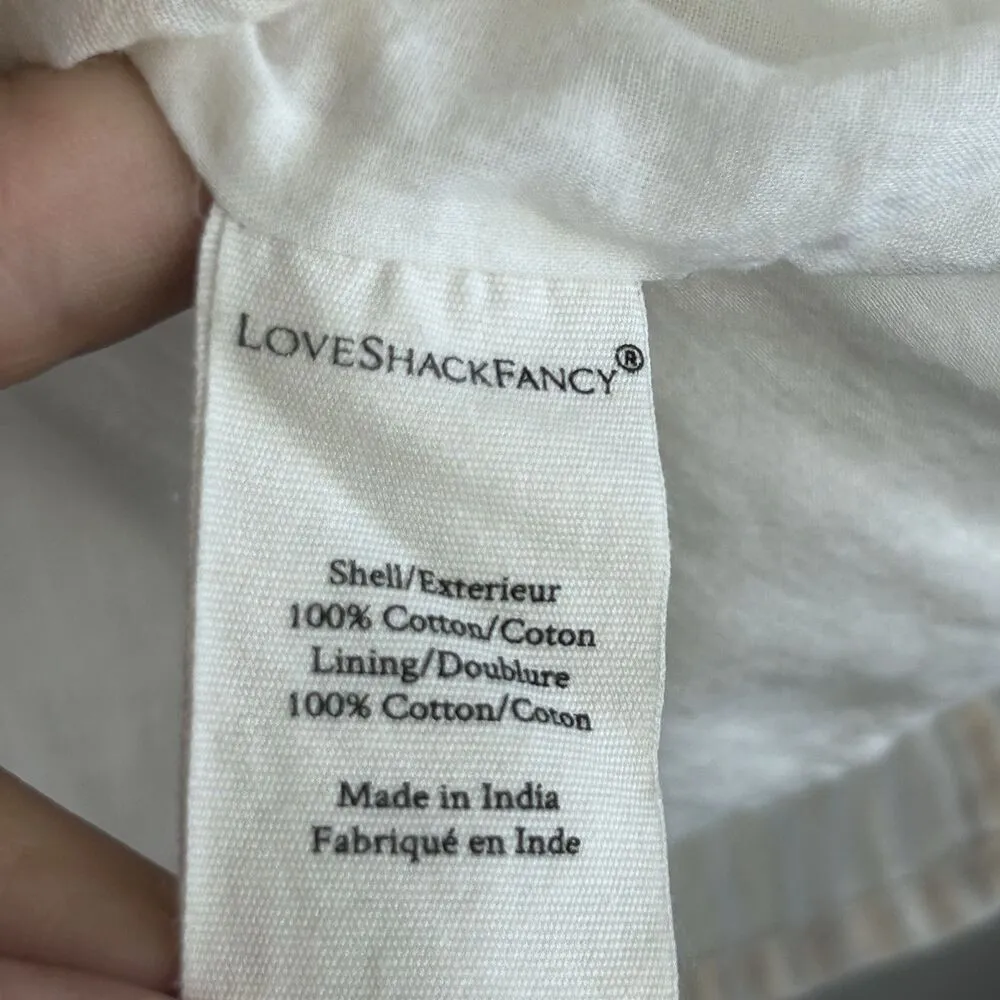 LOVESHACKFANCY®
Shell/Exterieur
100% Cotton/Coton
Lining/Doublure
100% Cotton/Coton
Made in India
Fabriqué en Inde